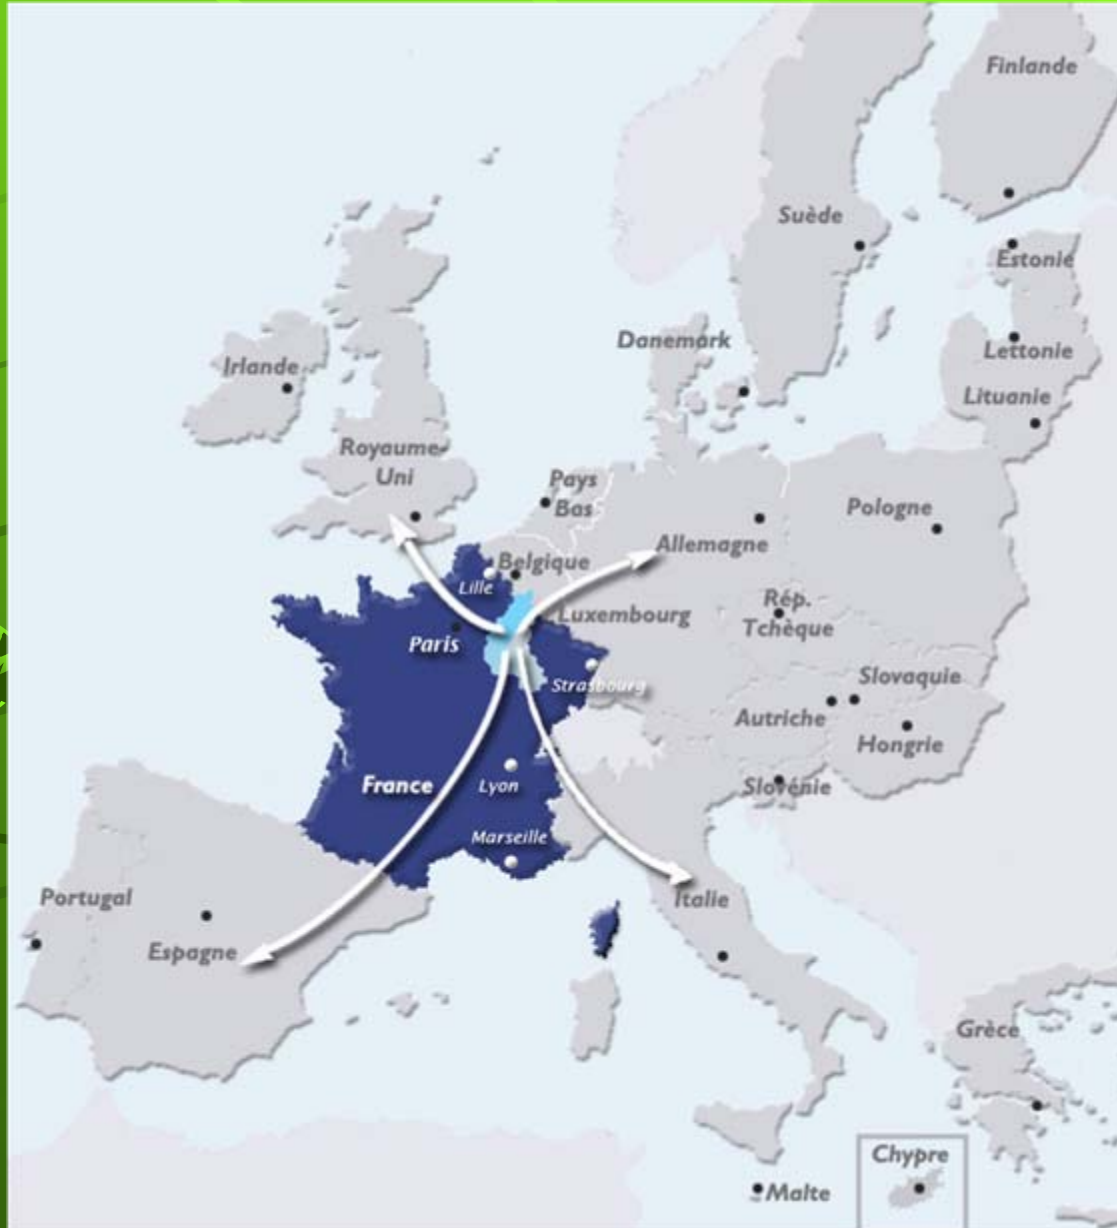 Finlande
Suède
Estonie
Danemark
Lettonie
Irlande
Lituanie
Royaume-
Uni
Pays
Bas
Pologne
Allemagne
Belgique
Lille
Luxembourg
Rép.
Tchèque
Paris
Slovaquie
Strasbourg
Autriche
Hongrie
France
Lyon
Slovénie
Marseille
Portugal
Italie
Espagne
Grèce
Chypre
Malte